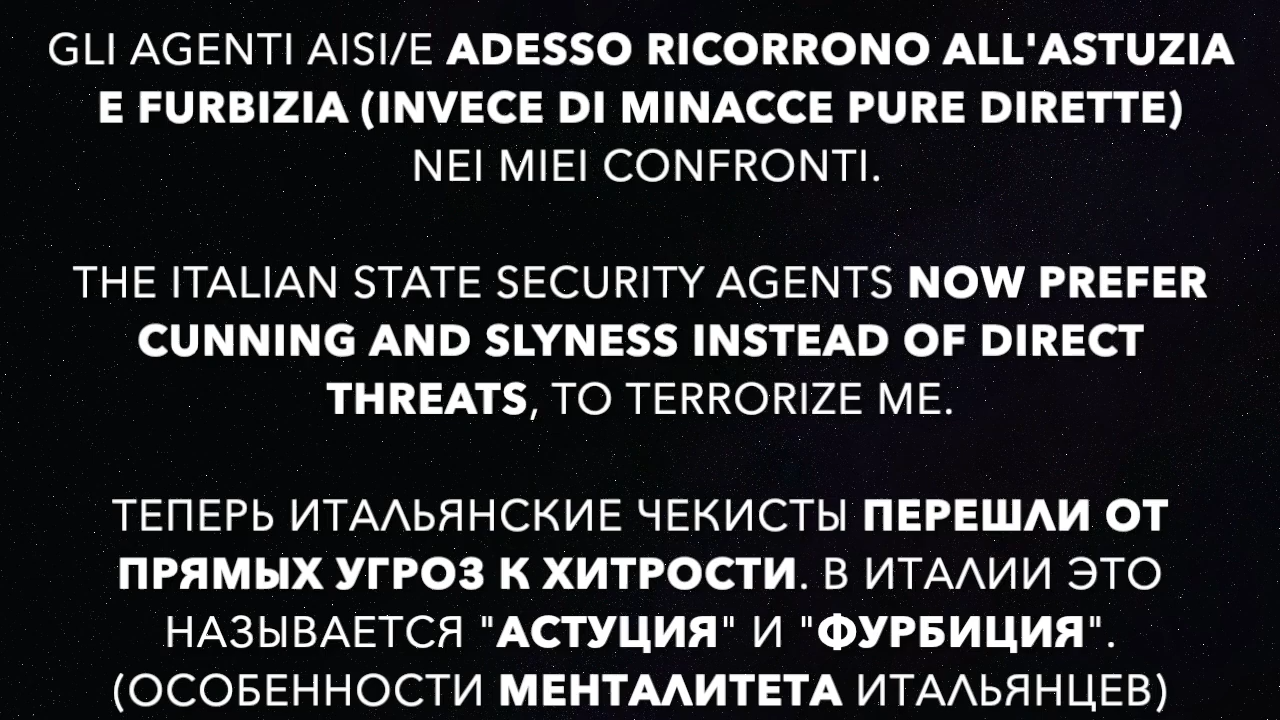 GLI AGENTI AISI/E ADESSO RICORRONO ALL'ASTUZIA
E FURBIZIA (INVECE DI MINACCE PURE DIRETTE)
NEI MIEI CONFRONTI.
THE ITALIAN STATE SECURITY AGENTS NOW PREFER
CUNNING AND SLYNESS INSTEAD OF DIRECT
THREATS, TO TERRORIZE ME.
ТЕПЕРЬ ИТАЛЬЯНСКИЕ ЧЕКИСТЫ ПЕРЕШЛИ ОТ
ПРЯМЫХ УГРОЗ К ХИТРОСТИ. В ИТАЛИИ ЭТО
НАЗЫВАЕТСЯ "АСТУЦИЯ" И "ФУРБИЦИЯ".
(ОСОБЕННОСТИ МЕНТАЛИТЕТА ИТАЛЬЯНЦЕВ)